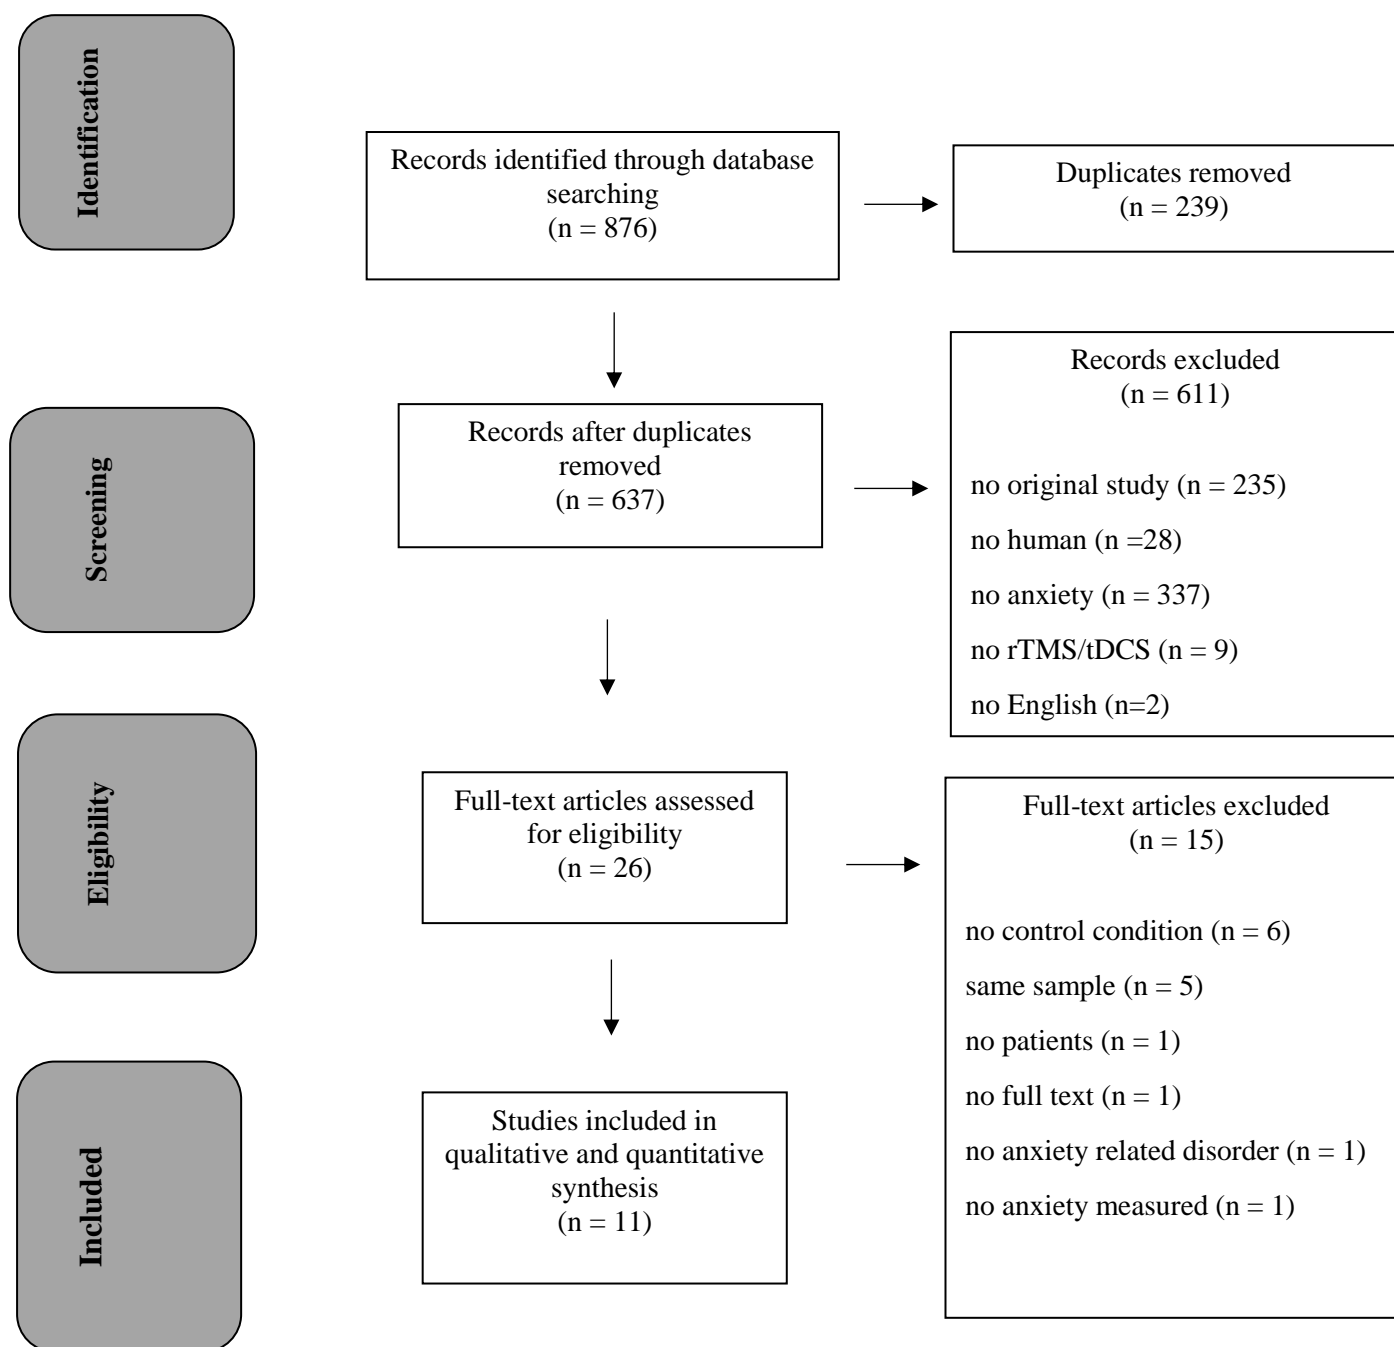 Identification
Records identified through database
searching
(n = 876)
Duplicates removed
(n = 239)
Screening
Records after duplicates
removed
(n = 637)
Records excluded
(n = 611)
no original study (n = 235)
no human (n =28)
no anxiety (n = 337)
no rTMS/tDCS (n = 9)
no English (n=2)
Eligibility
Full-text articles assessed
for eligibility
(n = 26)
Full-text articles excluded
(n = 15)
no control condition (n = 6)
same sample (n = 5)
no patients (n = 1)
no full text (n = 1)
no anxiety related disorder (n = 1)
no anxiety measured (n = 1)
Included
Studies included in
qualitative and quantitative
synthesis
(n = 11)